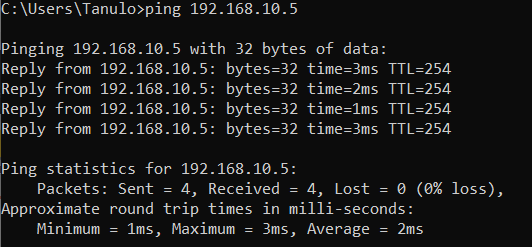 C:\Users\Tanulo>ping 192.168.10.5
Pinging 192.168.10.5 with 32 bytes of data:
Reply from 192.168.10.5: bytes=32 time=3ms TTL=254
Reply from 192.168.10.5: bytes=32 time=2ms TTL=254
Reply from 192.168.10.5: bytes=32 time=1ms TTL=254
Reply from 192.168.10.5: bytes=32 time=3ms TTL=254
Ping statistics for 192.168.10.5:
    Packets: Sent = 4, Received = 4, Lost = 0 (0% loss),
Approximate round trip times in milli-seconds:
    Minimum = 1ms, Maximum = 3ms, Average = 2ms